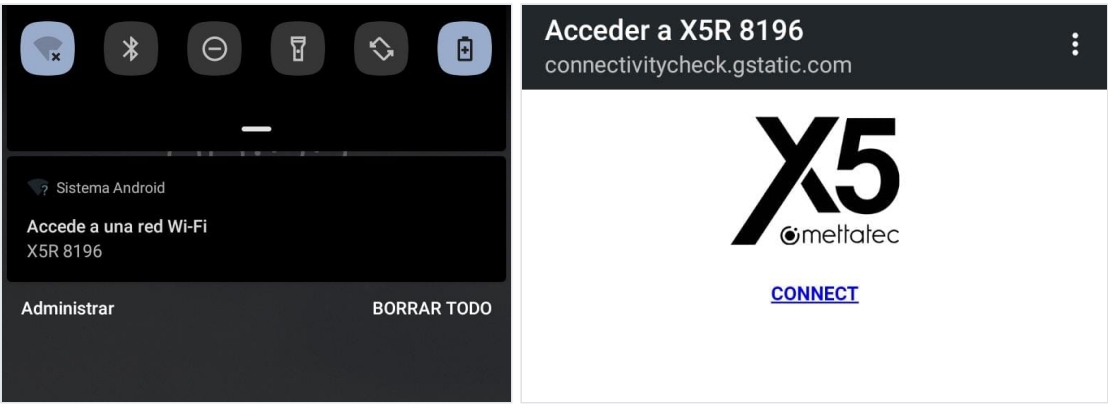 Sistema Android
Accede a una red Wi-Fi
X5R 8196
Administrar
BORRAR TODO
Acceder a X5R 8196
connectivitycheck.gstatic.com
X5
mettatec
CONNECT